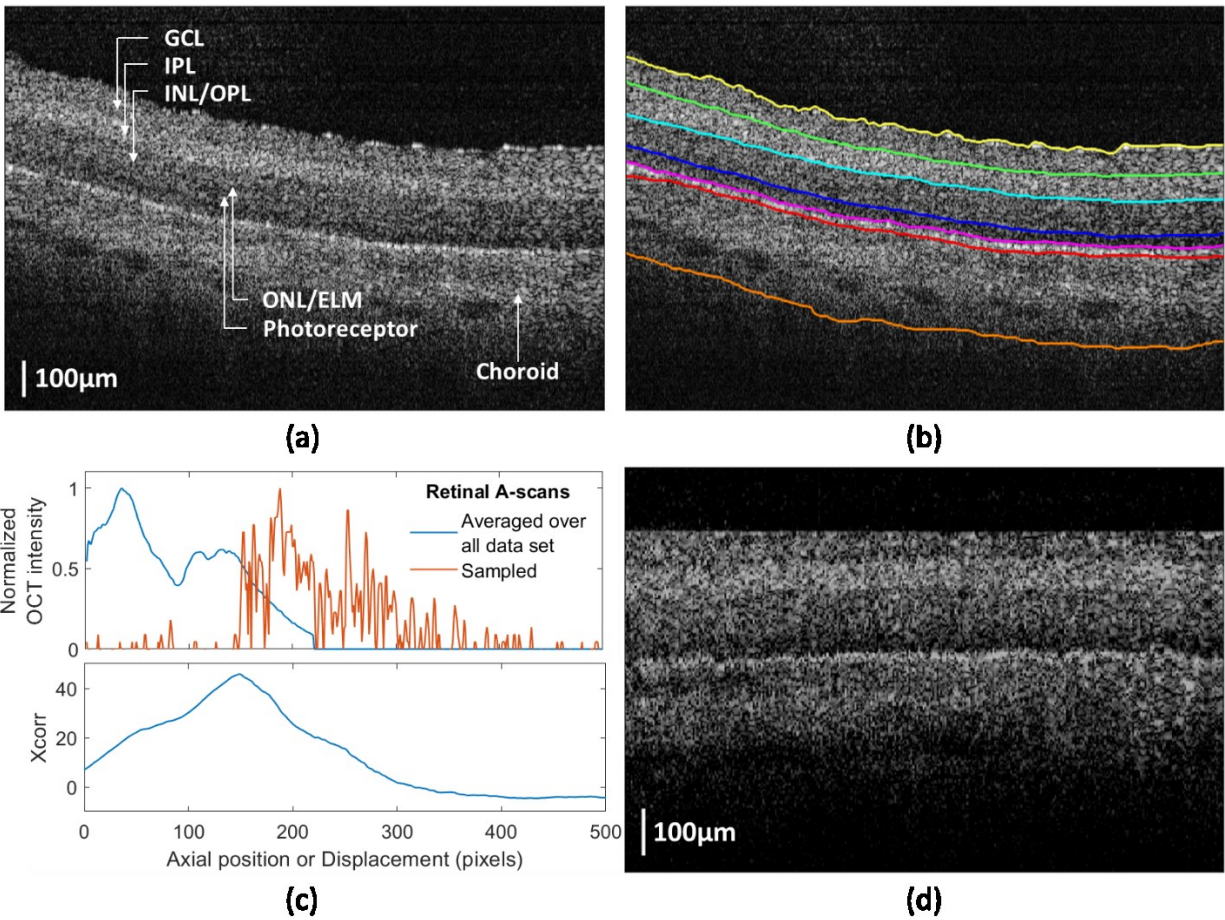 GCL
IPL
INL/OPL
ONL/ELM
Photoreceptor
Choroid
100μm
(a)
(b)
Normalized
OCT intensity
1
0.5
0
Retinal A-scans
Averaged over
all data set
Sampled
Xcorr
40
20
0
0 100 200 300 400 500
Axial position or Displacement (pixels)
(c)
100μm
(d)